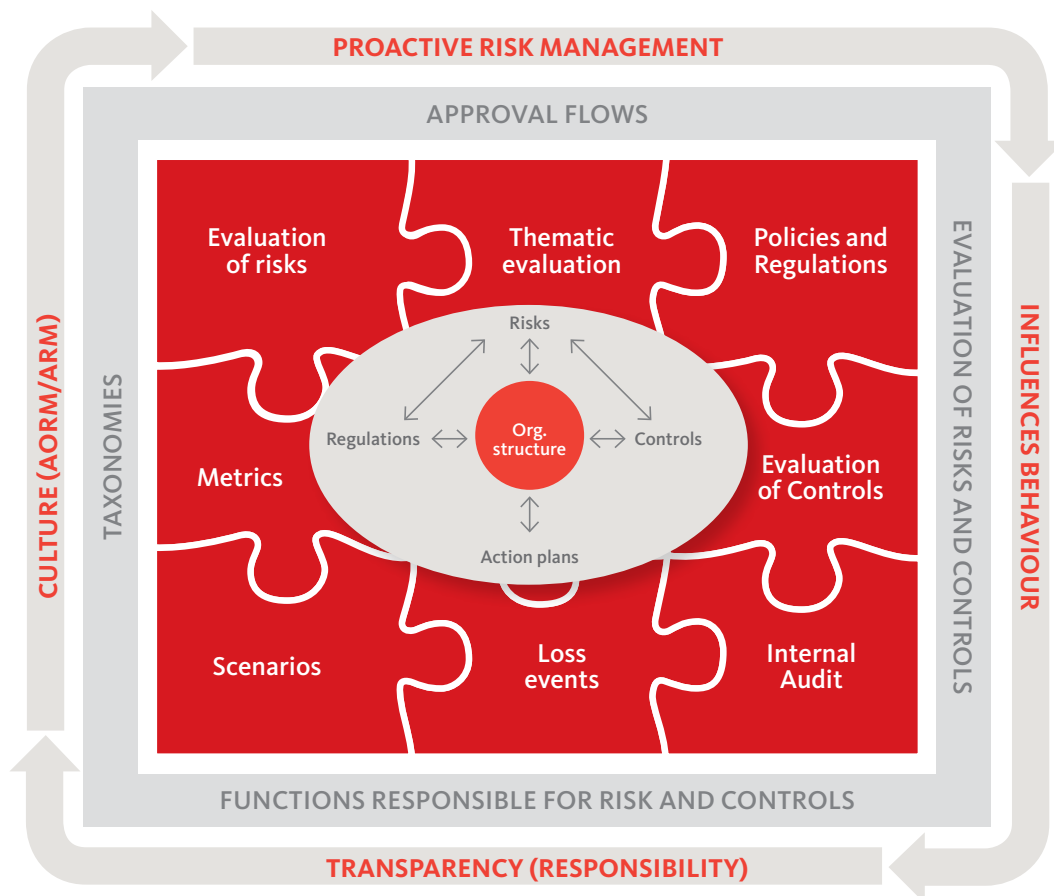 PROACTIVE RISK MANAGEMENT
APPROVAL FLOWS
Evaluation
of risks
Thematic
evaluation
Policies and
Regulations
CULTURE (AORM/ARM)
TAXONOMIES
Risks
Regulations
Org.
structure
Controls
Action plans
Metrics
Evaluation
of Controls
EVALUATION OF RISKS AND CONTROLS
INFLUENCES BEHAVIOUR
Scenarios
Loss
events
Internal
Audit
FUNCTIONS RESPONSIBLE FOR RISK AND CONTROLS
TRANSPARENCY (RESPONSIBILITY)